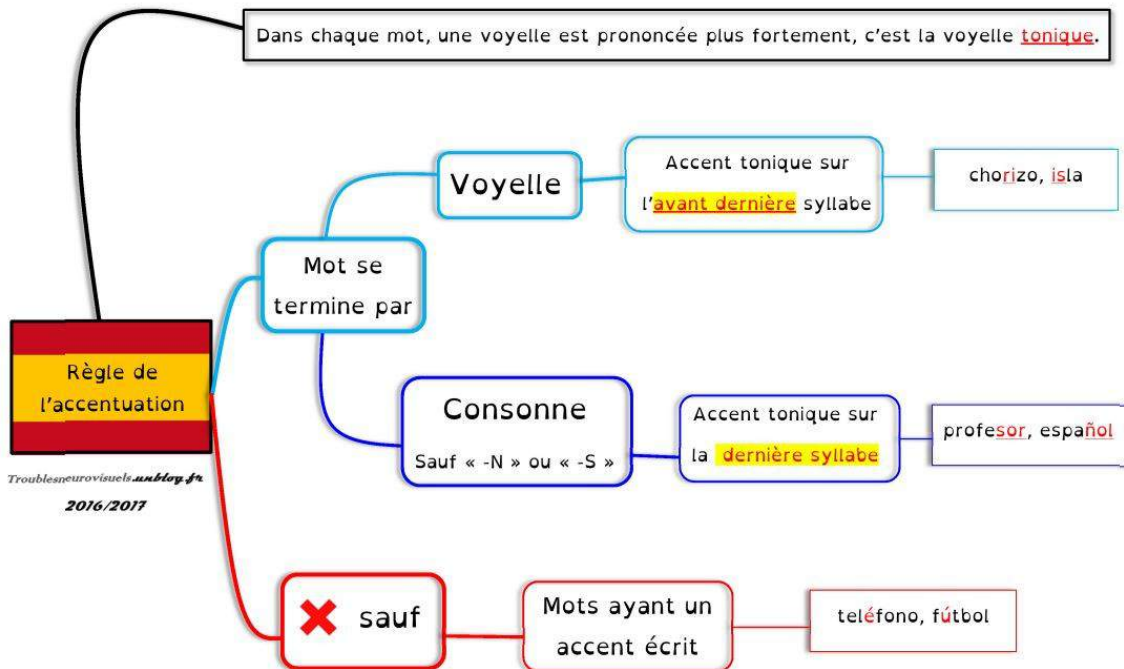 Dans chaque mot, une voyelle est prononcée plus fortement, c'est la voyelle tonique.
Voyelle
Accent tonique sur
l'avant dernière syllabe
chorizo, isla
Mot se
termine par
Règle de
l'accentuation
Consonne
Sauf « -N » ou « -S »
Accent tonique sur
la dernière syllabe
profesor, español
Troublesneurovisuels.unblog.fr
2016/2017
sauf
Mots ayant un
accent écrit
teléfono, fútbol